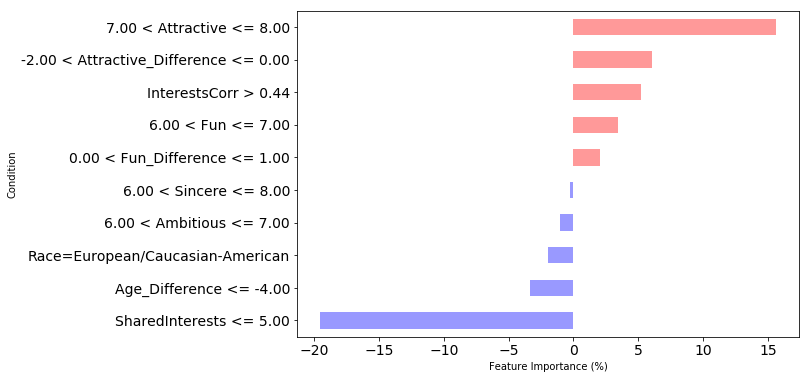 7.00 < Attractive <= 8.00
-2.00 < Attractive_Difference <= 0.00
InterestsCorr > 0.44
6.00 < Fun <= 7.00
0.00 < Fun_Difference <= 1.00
6.00 < Sincere <= 8.00
6.00 < Ambitious <= 7.00
Race=European/Caucasian-American
Age_Difference <= -4.00
SharedInterests <= 5.00
Condition
−20 −15 −10 −5 0 5 10 15
Feature Importance (%)